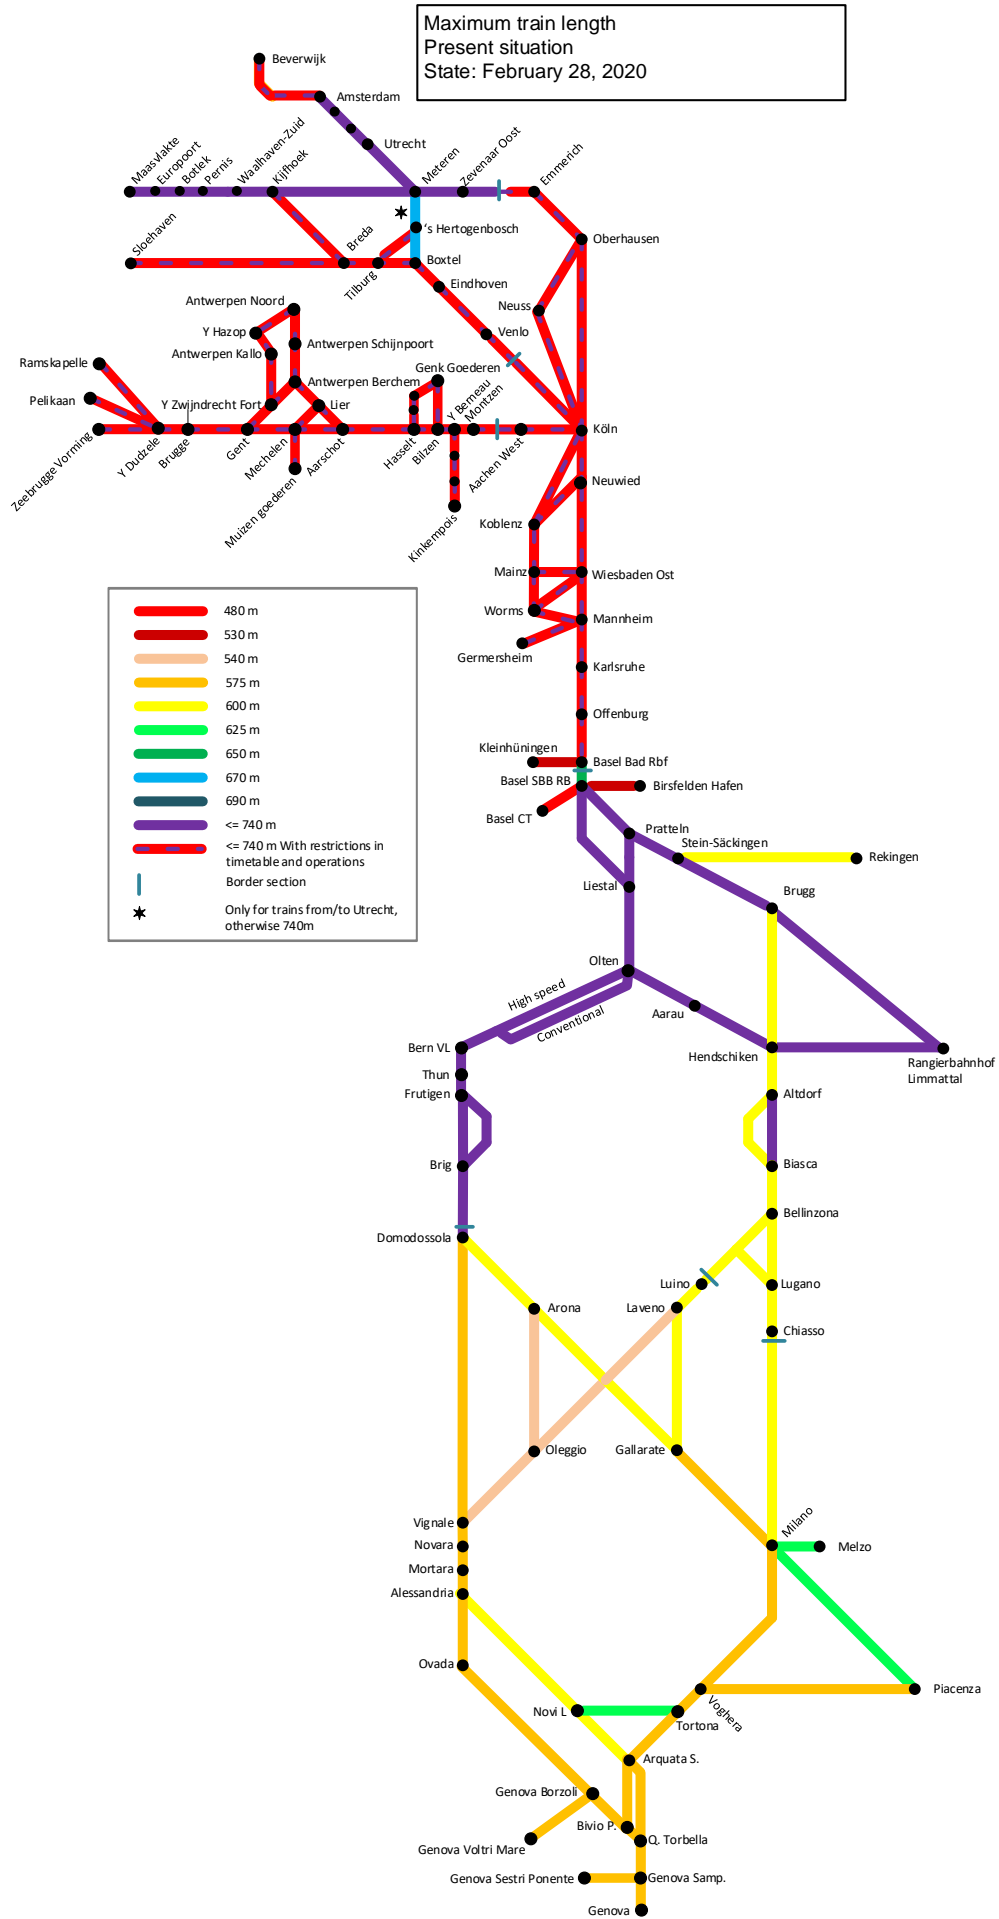 Maximum train length
Present situation
State: February 28, 2020
Beverwijk
Amsterdam
Utrecht
Maasvlakte
Europoort
Botlek
Pernis
Waalhaven-Zuid
Kijfhoek
Meteren
Zevenaar Oost
Emmerich
Sloehaven
Breda
's Hertogenbosch
Oberhausen
Tilburg
Boxtel
Eindhoven
Antwerpen Noord
Neuss
Y Hazop
Venlo
Antwerpen Schijnpoort
Antwerpen Kallo
Ramskapelle
Genk Goederen
Antwerpen Berchem
Pelikaan
Y Zwijndrecht Fort
Lier
Y Berneau
Montzen
Köln
Zeebrugge Vorming
Y Dudzele
Brugge
Gent
Mechelen
Muizen goederen
Aarschot
Hasselt
Bilzen
Aachen West
Kinkempois
Neuwied
Koblenz
Mainz
Wiesbaden Ost
Worms
Mannheim
Germersheim
Karlsruhe
Offenburg
480 m
530 m
540 m
575 m
600 m
625 m
650 m
670 m
690 m
<= 740 m
<= 740 m With restrictions in
timetable and operations
Border section
Only for trains from/to Utrecht,
otherwise 740m
Kleinhüningen
Basel Bad Rbf
Basel SBB RB
Birsfelden Hafen
Basel CT
Pratteln
Stein-Säckingen
Rekingen
Liestal
Brugg
Olten
High speed
Conventional
Aarau
Bern VL
Hendschiken
Rangierbahnhof
Limmattal
Thun
Frutigen
Altdorf
Brig
Biasca
Bellinzona
Domodossola
Luino
Lugano
Arona
Laveno
Chiasso
Oleggio
Gallarate
Vignale
Milano
Novara
Melzo
Mortara
Alessandria
Ovada
Voghera
Piacenza
Novi L
Tortona
Arquata S.
Genova Borzoli
Bivio P.
Q. Torbella
Genova Voltri Mare
Genova Sestri Ponente
Genova Samp.
Genova